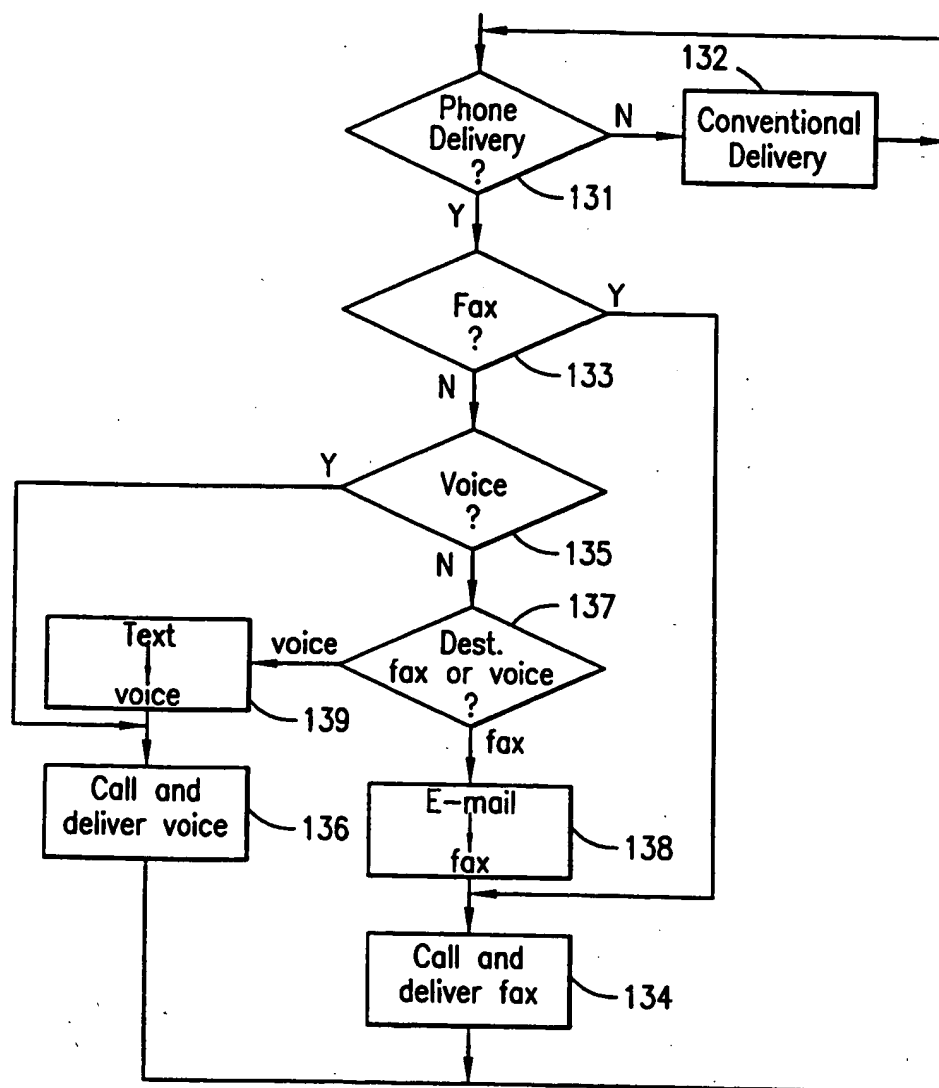 132
Phone
Delivery
?
N
Conventional
Delivery
131
Y
Fax
?
Y
133
N
Y
Voice
?
135
N
137
Text
voice
voice
Dest.
fax or voice
?
139
fax
Call and
deliver voice
136
E-mail
fax
138
Call and
deliver fax
134